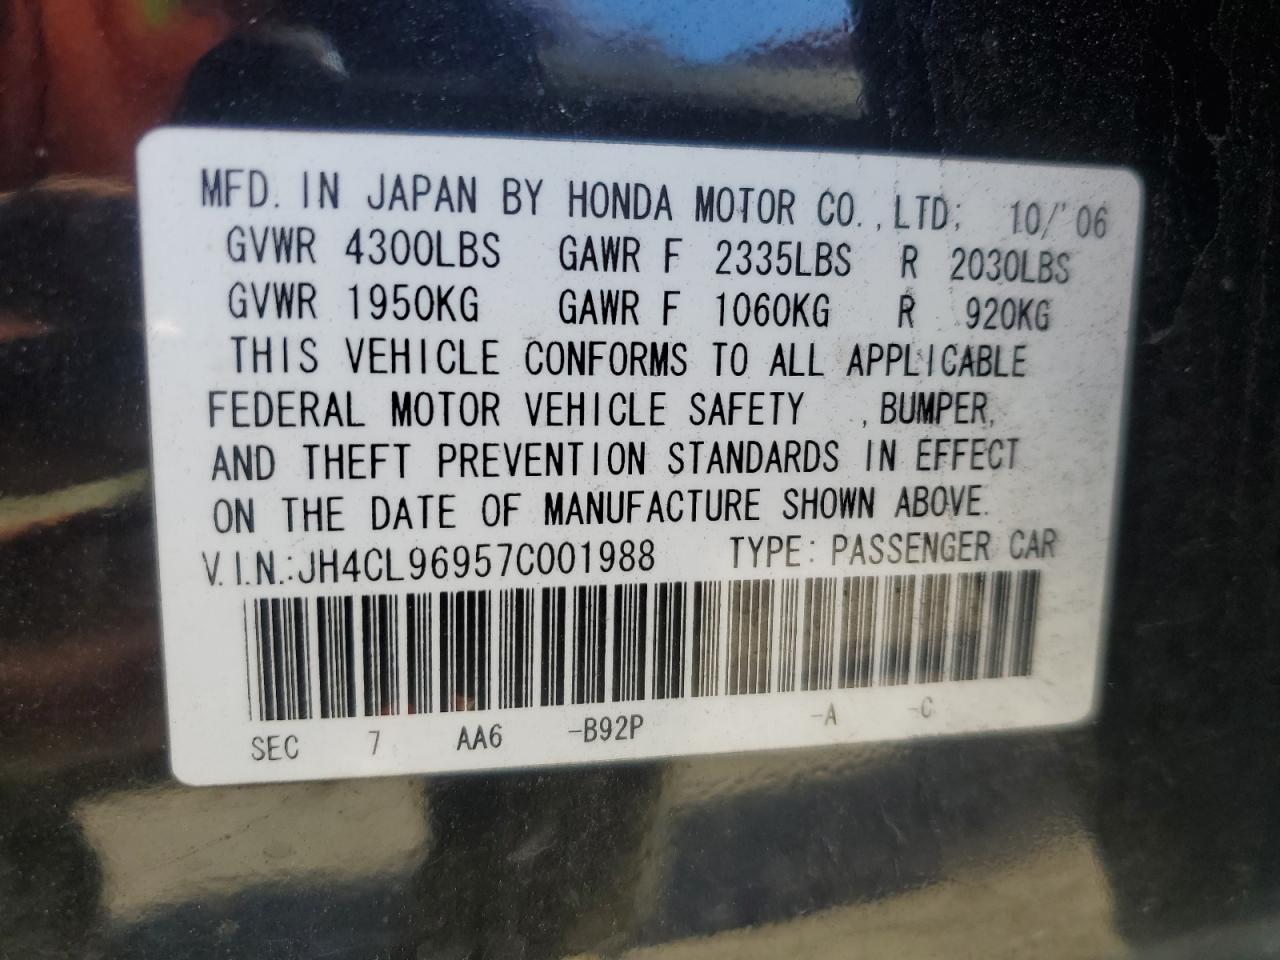 MFD. IN JAPAN BY HONDA MOTOR CO., LTD; 10/'06
GVWR 4300LBS GAWR F 2335LBS R 2030LBS
GVWR 1950KG GAWR F 1060KG R 920KG
THIS VEHICLE CONFORMS TO ALL APPLICABLE
FEDERAL MOTOR VEHICLE SAFETY , BUMPER,
AND THEFT PREVENTION STANDARDS IN EFFECT
ON THE DATE OF MANUFACTURE SHOWN ABOVE.
V.I.N.:JH4CL96957C001988 TYPE: PASSENGER CAR
SEC 7 AA6 -B92P -A -C